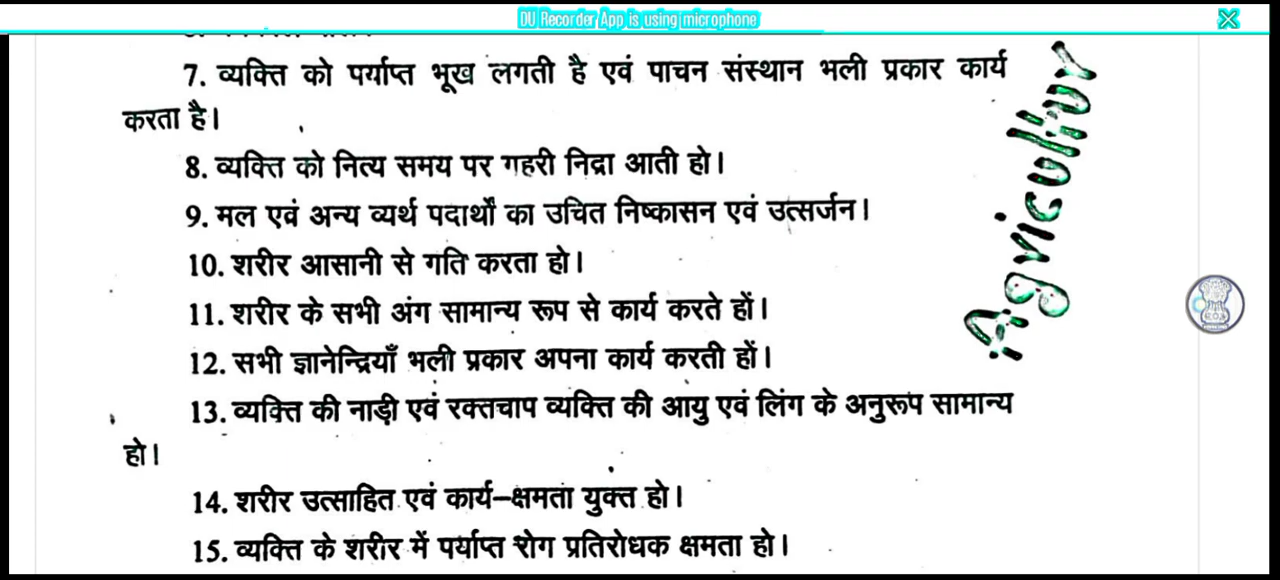 DU Recorder App is using microphone
7. व्यक्ति को पर्याप्त भूख लगती है एवं पाचन संस्थान भली प्रकार कार्य
करता है।
8. व्यक्ति को नित्य समय पर गहरी निद्रा आती हो।
9. मल एवं अन्य व्यर्थ पदार्थों का उचित निष्कासन एवं उत्सर्जन।
10. शरीर आसानी से गति करता हो।
11. शरीर के सभी अंग सामान्य रूप से कार्य करते हों।
12. सभी ज्ञानेन्द्रियाँ भली प्रकार अपना कार्य करती हों।
13. व्यक्ति की नाड़ी एवं रक्तचाप व्यक्ति की आयु एवं लिंग के अनुरूप सामान्य
हो।
14. शरीर उत्साहित एवं कार्य-क्षमता युक्त हो।
15. व्यक्ति के शरीर में पर्याप्त रोग प्रतिरोधक क्षमता हो।
Agricultur